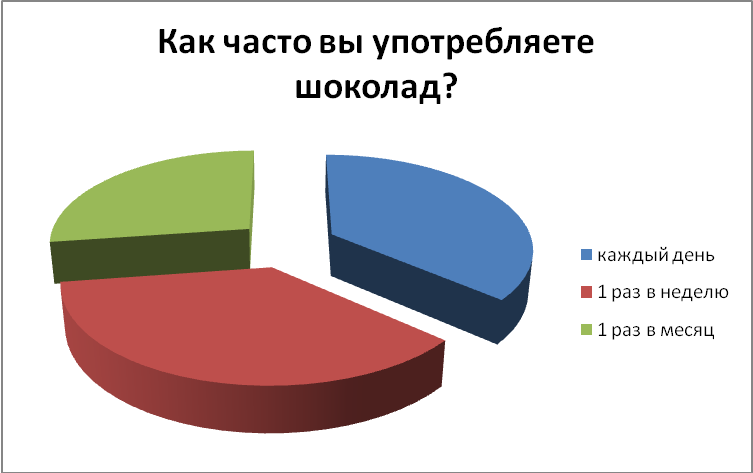 Как часто вы употребляете
шоколад?
каждый день
1 раз в неделю
1 раз в месяц